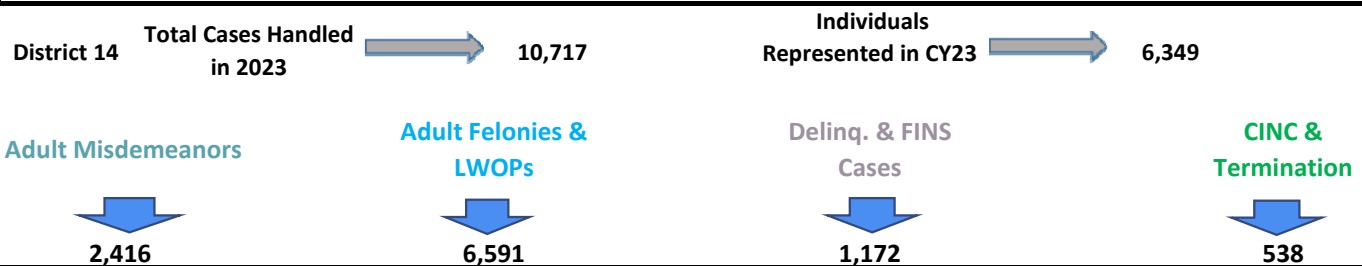 District 14
Total Cases Handled
in 2023
10,717
Individuals
Represented in CY23
6,349
Adult Misdemeanors
Adult Felonies &
LWOPs
Delinq. & FINS
Cases
CINC &
Termination
2,416
6,591
1,172
538